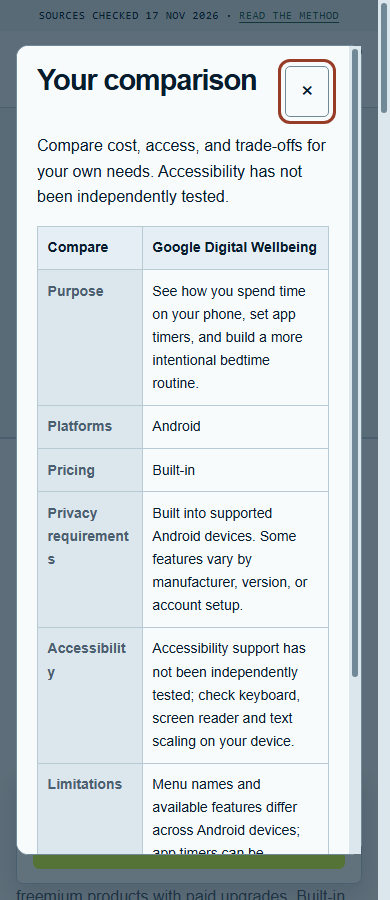 SOURCES CHECKED 17 NOV 2026 • READ THE METHOD
Your comparison
×
Compare cost, access, and trade-offs for
your own needs. Accessibility has not
been independently tested.
Compare Google Digital Wellbeing
Purpose
See how you spend time
on your phone, set app
timers, and build a more
intentional bedtime
routine.
Platforms
Android
Pricing
Built-in
Privacy
requirement
s
Built into supported
Android devices. Some
features vary by
manufacturer, version, or
account setup.
Accessibilit
y
Accessibility support has
not been independently
tested; check keyboard,
screen reader and text
scaling on your device.
Limitations
Menu names and
available features differ
across Android devices;
app timers can be
freemium products with paid upgrades. Built-in